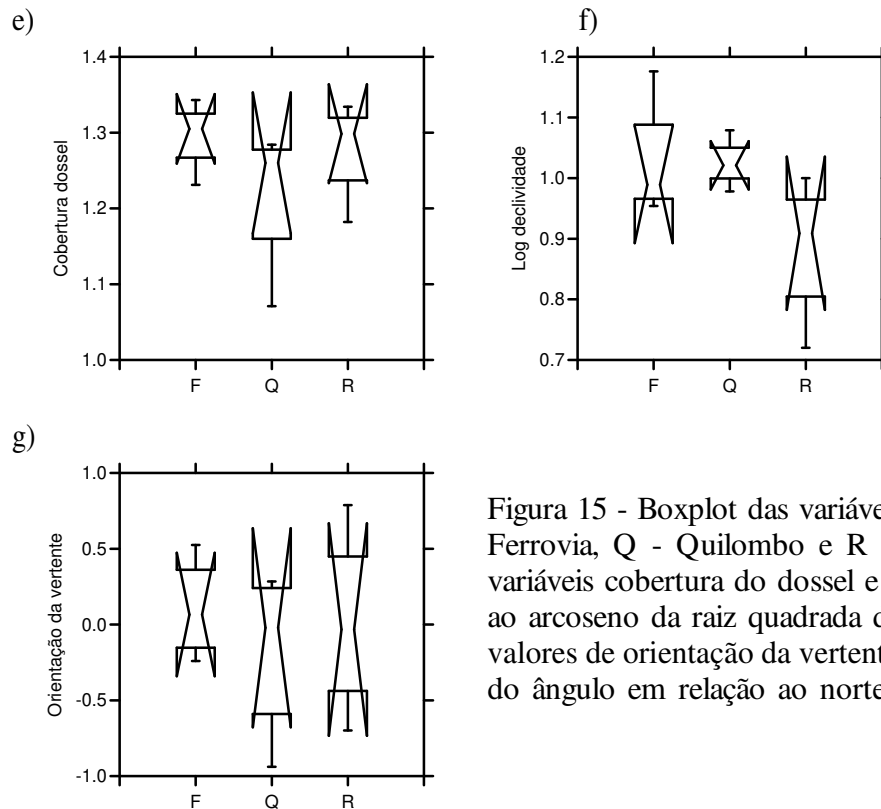 e)
f)
1.4
1.3
1.2
1.1
1.0
Cobertura dossel
F Q R
1.2
1.1
1.0
0.9
0.8
0.7
Log declividade
F Q R
g)
1.0
0.5
0.0
-0.5
-1.0
Orientação da vertente
F Q R
Figura 15 - Boxplot das variáve
Ferrovia, Q - Quilombo e R
variáveis cobertura do dossel e
ao arcoseno da raiz quadrada d
valores de orientação da vertent
do ângulo em relação ao norte